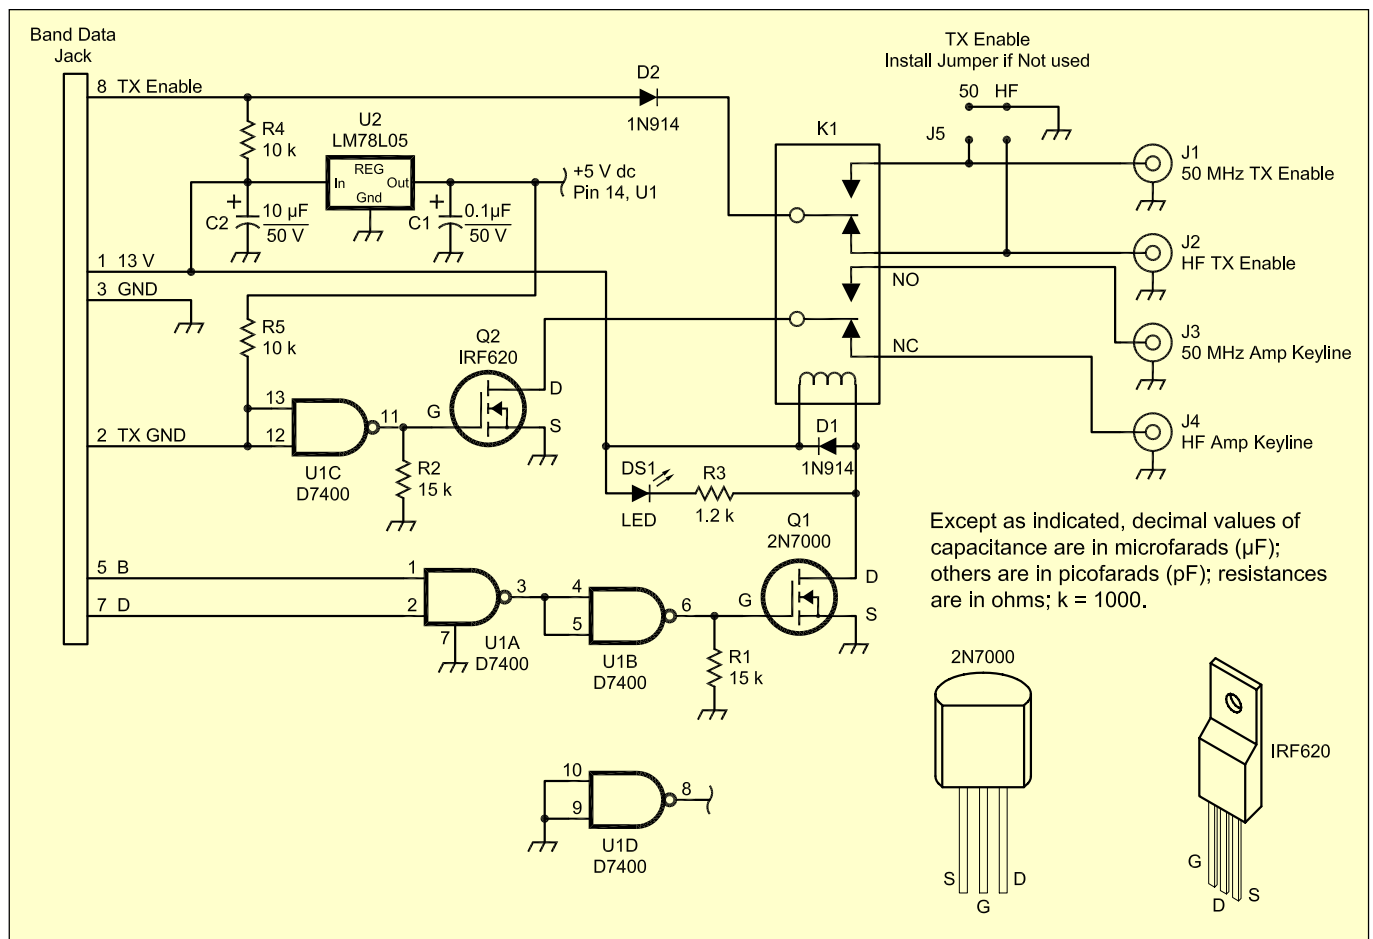 Band Data
Jack
8 TX Enable
R4
10 k
U2
LM78L05
REG
In
Out
Gnd
+
C2
10 µF
50 V
+
C1
0.1µF
50 V
+5 V dc
Pin 14, U1
D2
1N914
K1
TX Enable
Install Jumper if Not used
50 HF
J5
J1
50 MHz TX Enable
J2
HF TX Enable
NO
J3
50 MHz Amp Keyline
NC
J4
HF Amp Keyline
1 13 V
3 GND
R5
10 k
Q2
IRF620
D
G
S
13
12
11
2 TX GND
U1C
D7400
R2
15 k
D1
1N914
DS1
LED
R3
1.2 k
Q1
2N7000
D
G
S
5 B
7 D
1
2
3
7
U1A
D7400
4
5
6
U1B
D7400
R1
15 k
10
9
8
U1D
D7400
Except as indicated, decimal values of
capacitance are in microfarads (µF);
others are in picofarads (pF); resistances
are in ohms; k = 1000.
2N7000
S
G
D
IRF620
G
D
S